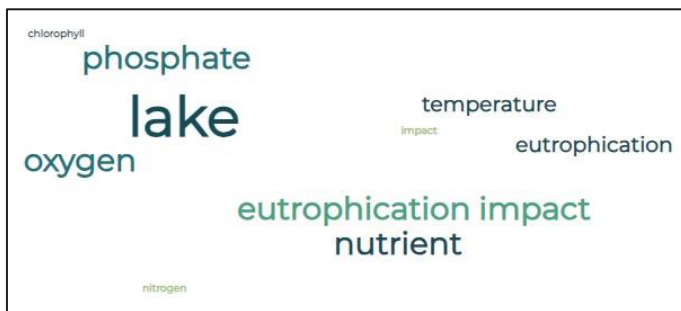 chlorophyll
phosphate
lake
temperature
impact
eutrophication
oxygen
eutrophication impact
nutrient
nitrogen